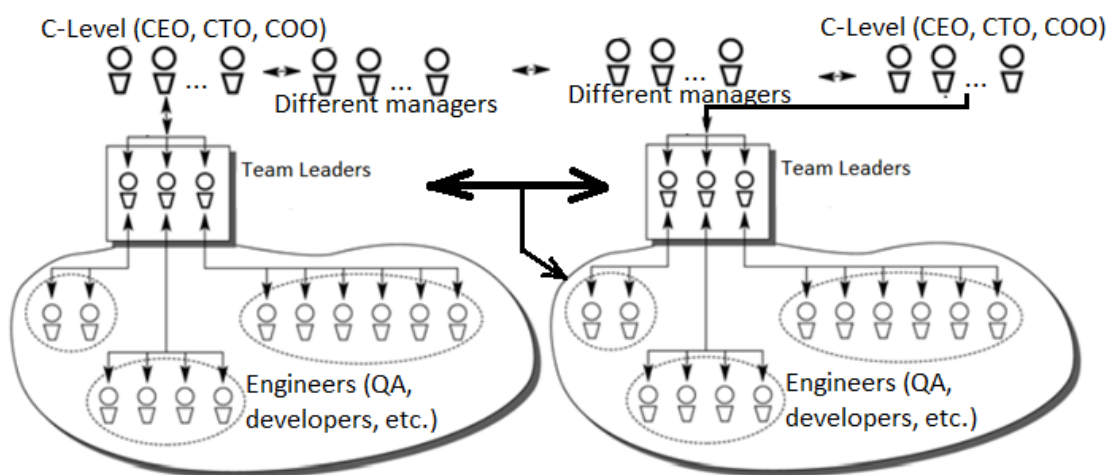 C-Level (CEO, CTO, COO)
C-Level (CEO, CTO, COO)
...
...
...
...
Different managers
Different managers
Team Leaders
Team Leaders
Engineers (QA,
developers, etc.)
Engineers (QA,
developers, etc.)